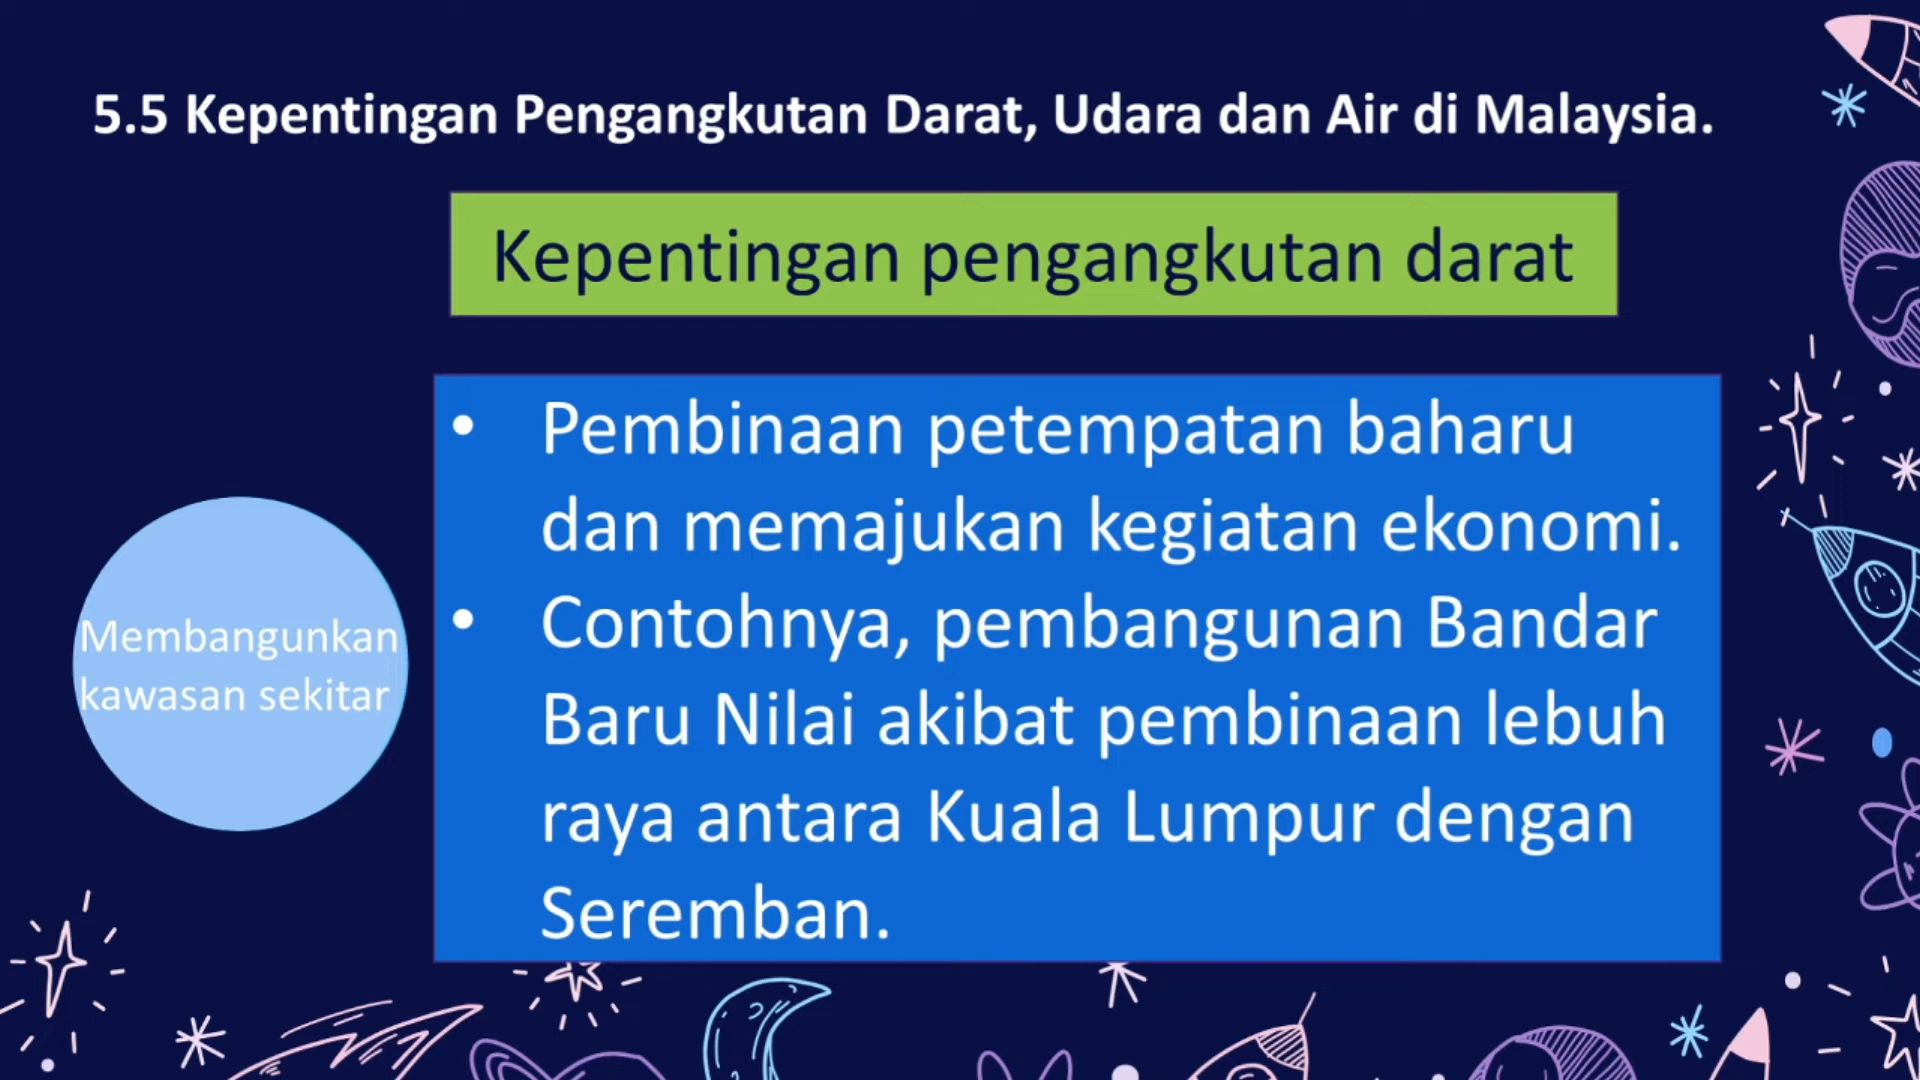 5.5 Kepentingan Pengangkutan Darat, Udara dan Air di Malaysia.
Kepentingan pengangkutan darat
Membangunkan
kawasan sekitar
• Pembinaan petempatan baharu
dan memajukan kegiatan ekonomi.
• Contohnya, pembangunan Bandar
Baru Nilai akibat pembinaan lebuh
raya antara Kuala Lumpur dengan
Seremban.